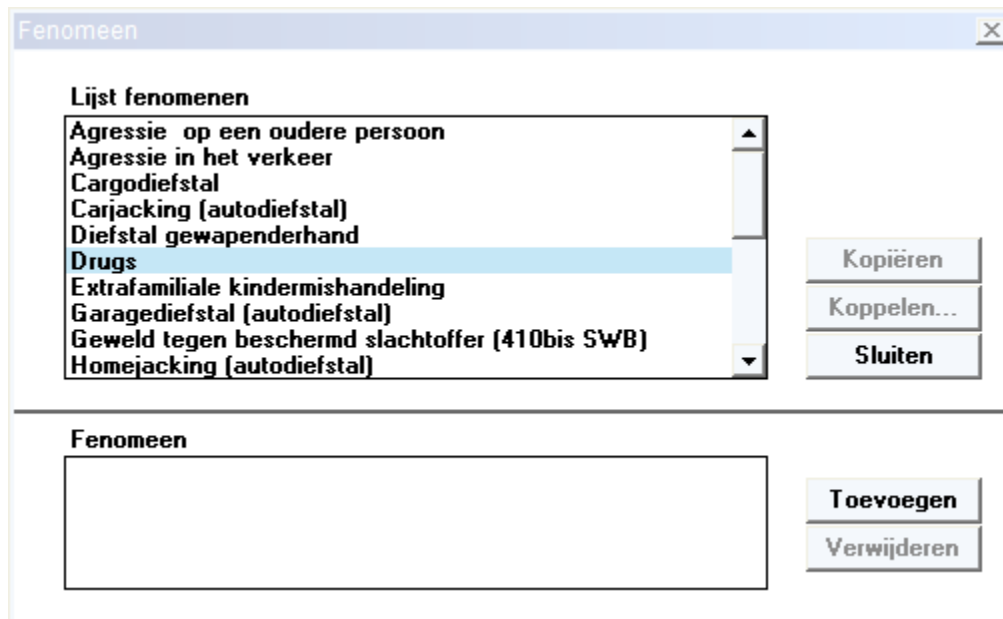 Fenomeen
Lijst fenomenen
Agressie  op een oudere persoon
Agressie in het verkeer
Cargodiefstal
Carjacking (autodiefstal)
Diefstal gewapenderhand
Drugs
Extrafamiliale kindermishandeling
Garagediefstal (autodiefstal)
Geweld tegen beschermd slachtoffer (410bis SWB)
Homejacking (autodiefstal)
Kopiëren
Koppelen...
Sluiten
Fenomeen
Toevoegen
Verwijderen